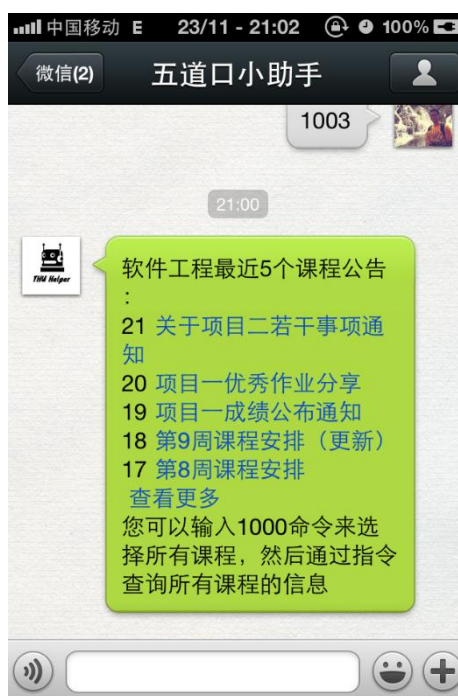 中国移动 E 23/11 - 21:02 100%
微信(2) 五道口小助手
1003
21:00
THU Helper
软件工程最近5个课程公告
:
21 关于项目二若干事项通
知
20 项目一优秀作业分享
19 项目一成绩公布通知
18 第9周课程安排（更新）
17 第8周课程安排
查看更多
您可以输入1000命令来选
择所有课程，然后通过指令
查询所有课程的信息